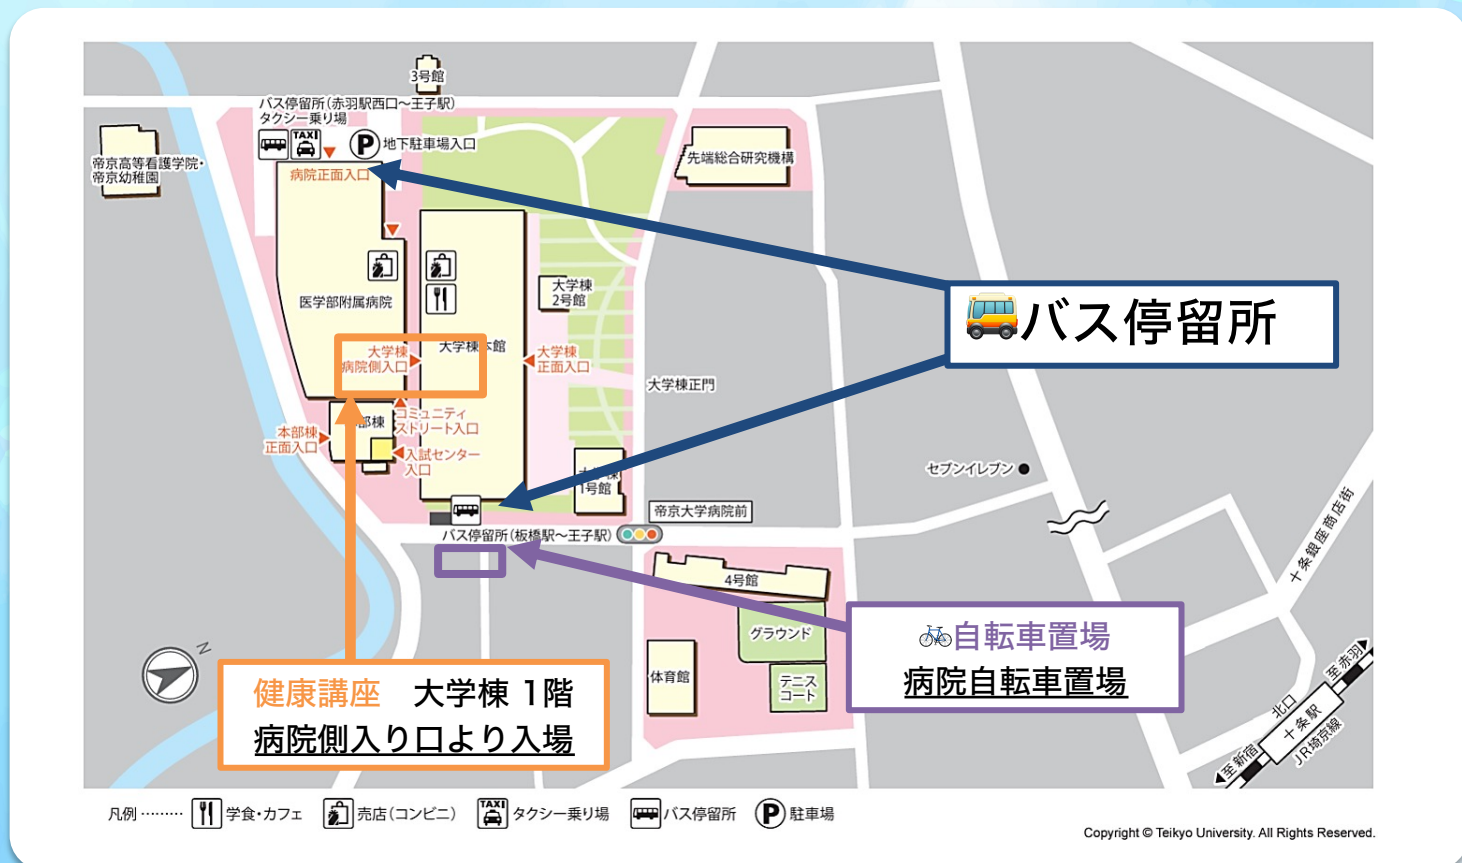 3号館
バス停留所(赤羽駅西口～王子駅)
タクシー乗り場
TAXI
P
地下駐車場入口
帝京高等看護学院・
帝京幼稚園
病院正面入口
先端総合研究機構
医学部附属病院
大学棟
2号館
バス停留所
大学棟本館
大学棟
病院側入口
大学棟
正面入口
大学棟正門
コミュニティ
ストリート入口
本部棟
正面入口
部棟
入試センター
入口
セブンイレブン
大学棟
1号館
帝京大学病院前
バス停留所(板橋駅～王子駅)
十条銀座商店街
4号館
グラウンド
自転車置場
病院自転車置場
体育館
テニス
コート
N
健康講座 大学棟 1階
病院側入り口より入場
至赤羽
北口
十条駅
JR埼京線
至新宿
凡例 ……… 学食・カフェ 売店(コンビニ) TAXI タクシー乗り場 バス停留所 P 駐車場
Copyright © Teikyo University. All Rights Reserved.